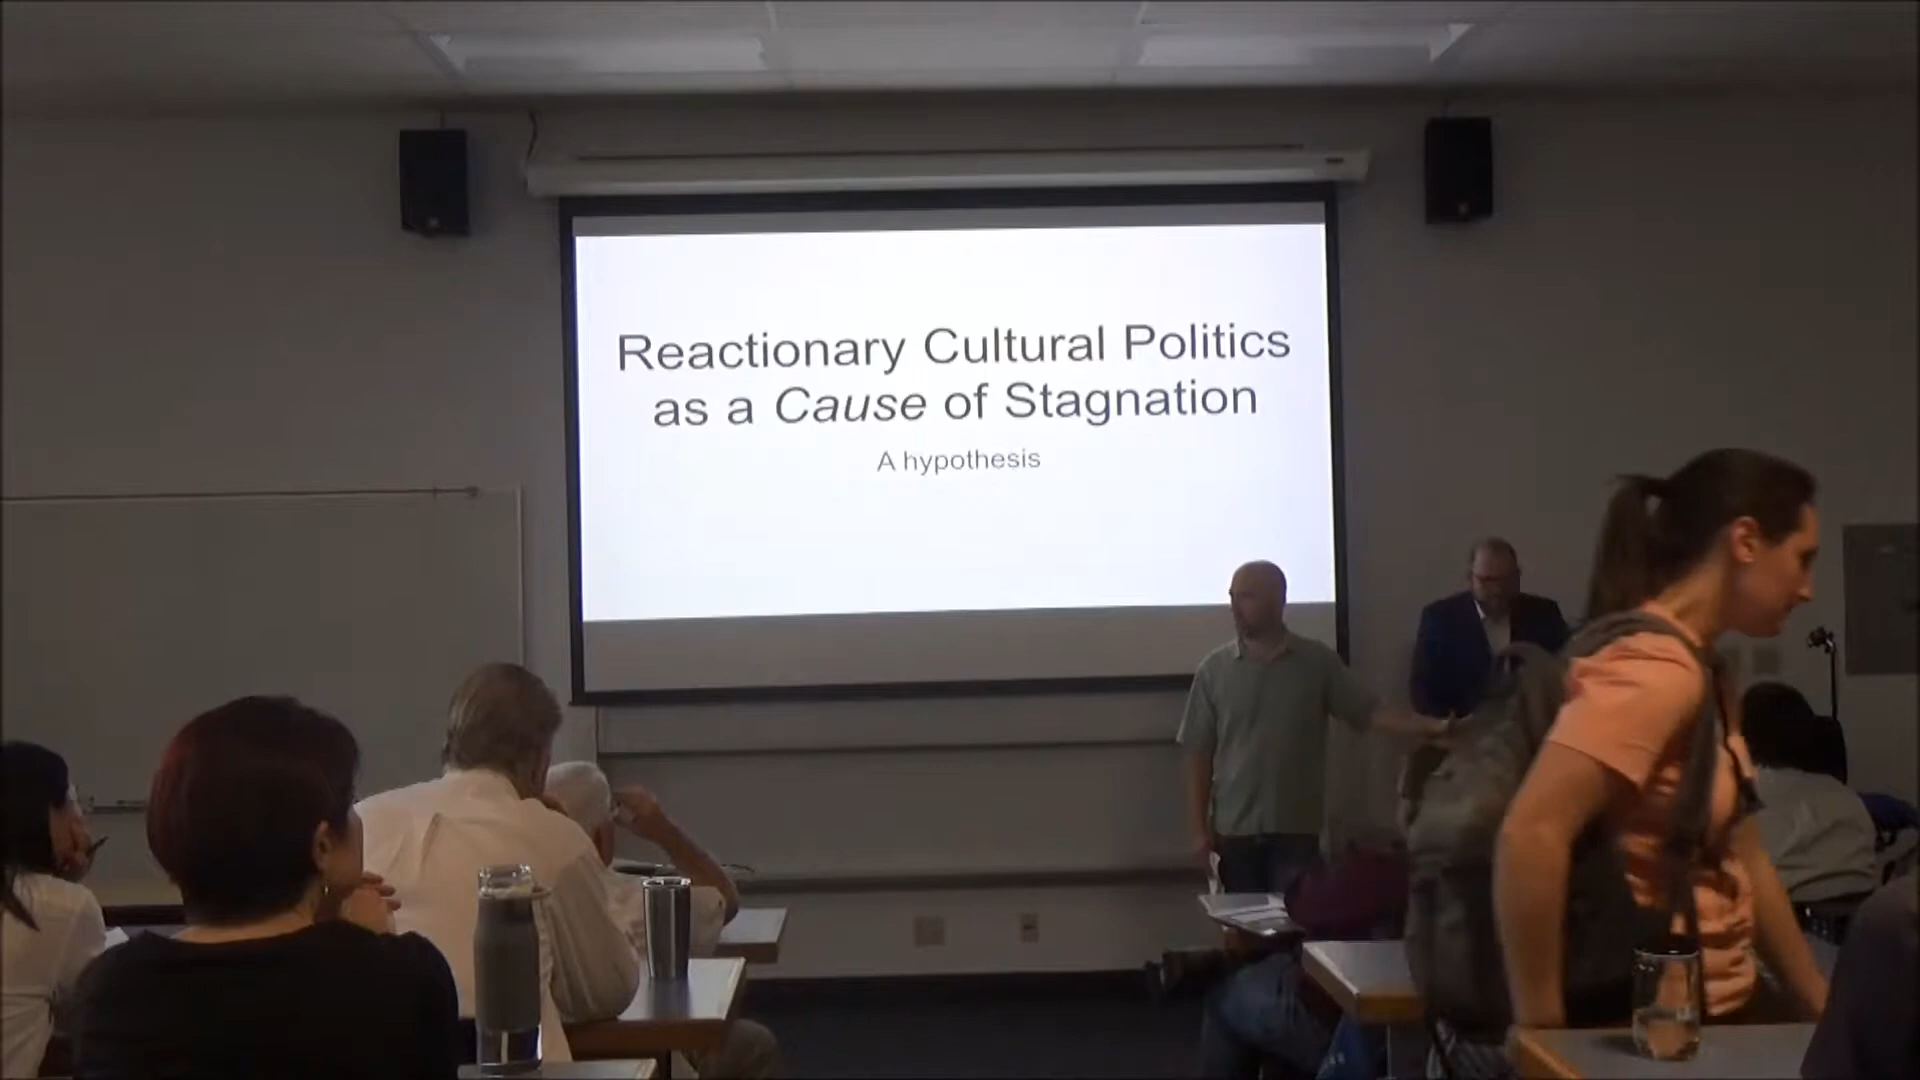 Reactionary Cultural Politics
as a Cause of Stagnation
A hypothesis